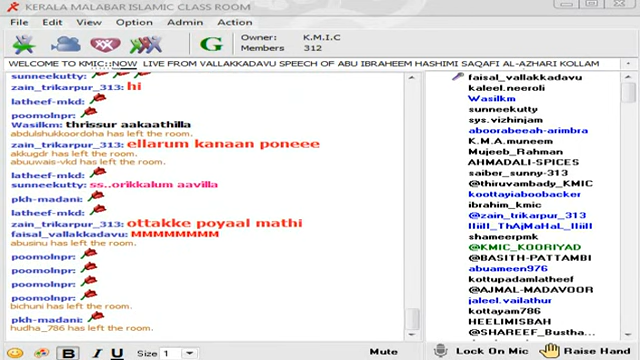 KERALA MALABAR ISLAMIC CLASS ROOM
File Edit View Option Admin Action
G Owner: K.M.I.C
Members 312
WELCOME TO KMIC::NOW LIVE FROM VALLAKKADAVU SPEECH OF ABU IBRAHEEM HASHIMI SAQAFI AL-AZHARI KOLLAM
sunneekutty:
zain_trikarpur_313: hi
latheef-mkd:
poomolnpr:
Wasilkm: thrissur aakaathilla
abdulshukkoordoha has left the room.
zain_trikarpur_313: ellarum kanaan poneee
akkugdr has left the room.
abuuwais-vkd has left the room.
latheef-mkd:
sunneekutty: ss..orikkalum aavilla
pkh-madani:
latheef-mkd:
zain_trikarpur_313: ottakke poyaal mathi
faisal_vallakkadavu: MMMMMMMMM
abusinu has left the room.
poomolnpr:
poomolnpr:
poomolnpr:
poomolnpr:
bichuni has left the room.
pkh-madani:
hudha_786 has left the room.
faisal_vallakkadavu
kaleel.neeroli
Wasilkm
sunneekutty
sys.vizhinjam
aboorabeeah-arimbra
K.M.A.muneem
Mujeeb_Rahman
AHMADALI-SPICES
saiber_sunny-313
@thiruvambady_KMIC
koottayiaboobacker
ibrahim_kmic
@zain_trikarpur_313
shameerpmk
@KMIC_KOORIYAD
@BASITH-PATTAMBI
abuameen976
kottupadamlatheef
@AJMAL-MADAVOOR
jaleel.vailathur
kottayam786
HEELIMISBAH
@SHAREEF_Bustha...
B I U Size 1 Mute Lock On Mic Raise Hand